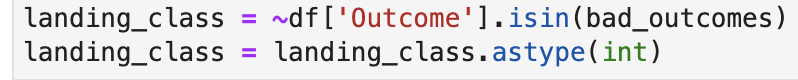 landing_class = ~df['Outcome'].isin(bad_outcomes)
landing_class = landing_class.astype(int)